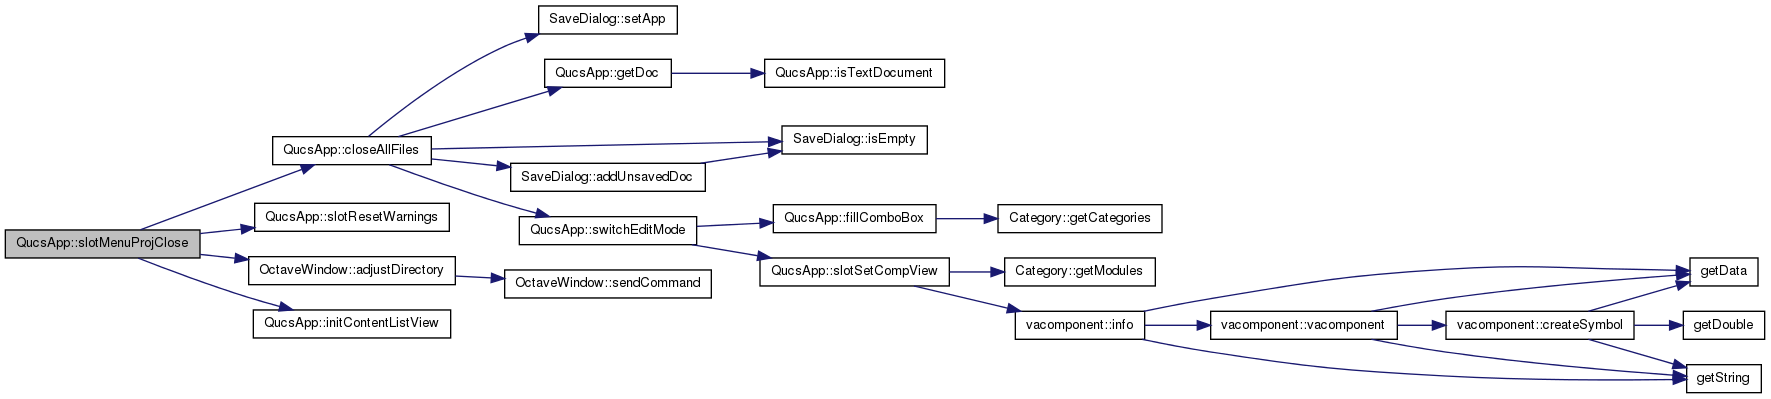 SaveDialog::setApp
QucsApp::getDoc
QucsApp::isTextDocument
SaveDialog::isEmpty
QucsApp::closeAllFiles
SaveDialog::addUnsavedDoc
QucsApp::slotResetWarnings
QucsApp::fillComboBox
Category::getCategories
QucsApp::switchEditMode
QucsApp::slotMenuProjClose
OctaveWindow::adjustDirectory
QucsApp::slotSetCompView
Category::getModules
getData
OctaveWindow::sendCommand
QucsApp::initContentListView
vacomponent::info
vacomponent::vacomponent
vacomponent::createSymbol
getDouble
getString